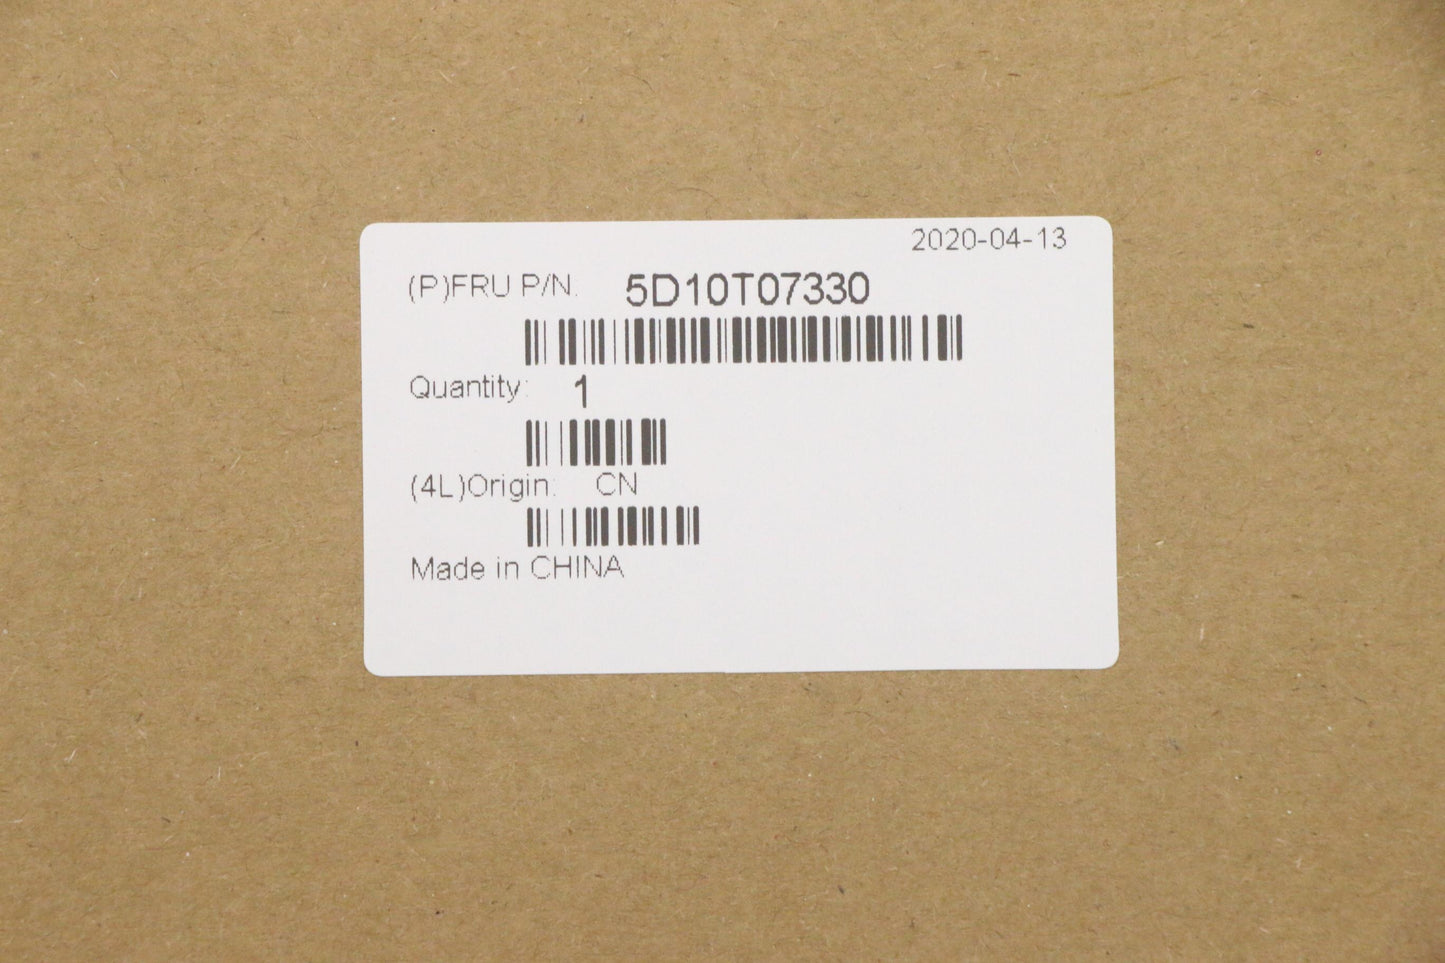 2020-04-13
(P)FRU P/N: 5D10T07330
Quantity: 1
(4L)Origin: CN
Made in CHINA